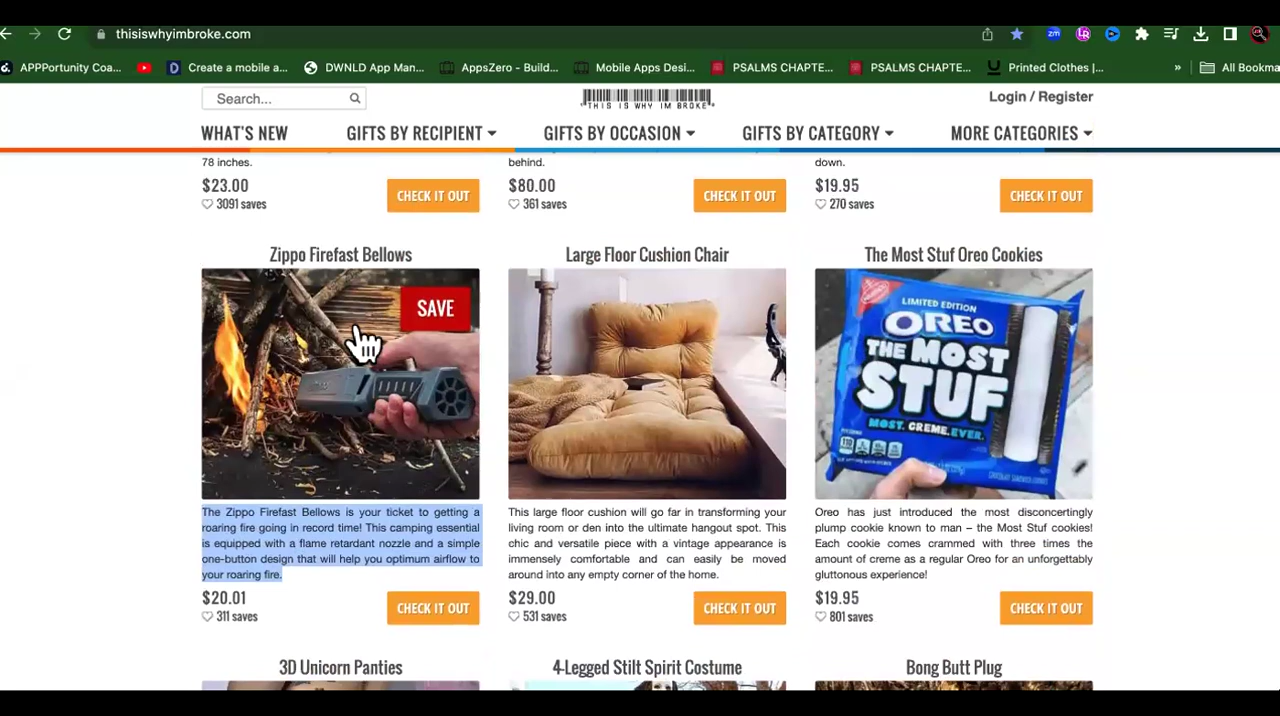 thisiswhyimbroke.com
APPPortunity Coa...
Create a mobile a...
DWNLD App Man...
AppsZero - Buil...
Mobile Apps Desi...
PSALMS CHAPTE...
PSALMS CHAPTE...
Printed Clothes |...
»
All Bookma
Search...
THIS IS WHY IM BROKE
Login / Register
WHAT'S NEW
GIFTS BY RECIPIENT
GIFTS BY OCCASION
GIFTS BY CATEGORY
MORE CATEGORIES
78 inches.
behind.
down.
$23.00
3091 saves
CHECK IT OUT
$80.00
361 saves
CHECK IT OUT
$19.95
270 saves
CHECK IT OUT
Zippo Firefast Bellows
SAVE
The Zippo Firefast Bellows is your ticket to getting a
roaring fire going in record time! This camping essential
is equipped with a flame retardant nozzle and a simple
one-button design that will help you optimum airflow to
your roaring fire.
$20.01
311 saves
CHECK IT OUT
Large Floor Cushion Chair
This large floor cushion will go far in transforming your
living room or den into the ultimate hangout spot. This
chic and versatile piece with a vintage appearance is
immensely comfortable and can easily be moved
around into any empty corner of the home.
$29.00
531 saves
CHECK IT OUT
The Most Stuf Oreo Cookies
LIMITED EDITION
OREO
THE MOST
STUF
MOST. CREME. EVER.
Oreo has just introduced the most disconcertingly
plump cookie known to man – the Most Stuf cookies!
Each cookie comes crammed with three times the
amount of creme as a regular Oreo for an unforgettably
gluttonous experience!
$19.95
801 saves
CHECK IT OUT
3D Unicorn Panties
4-Legged Stilt Spirit Costume
Bong Butt Plug